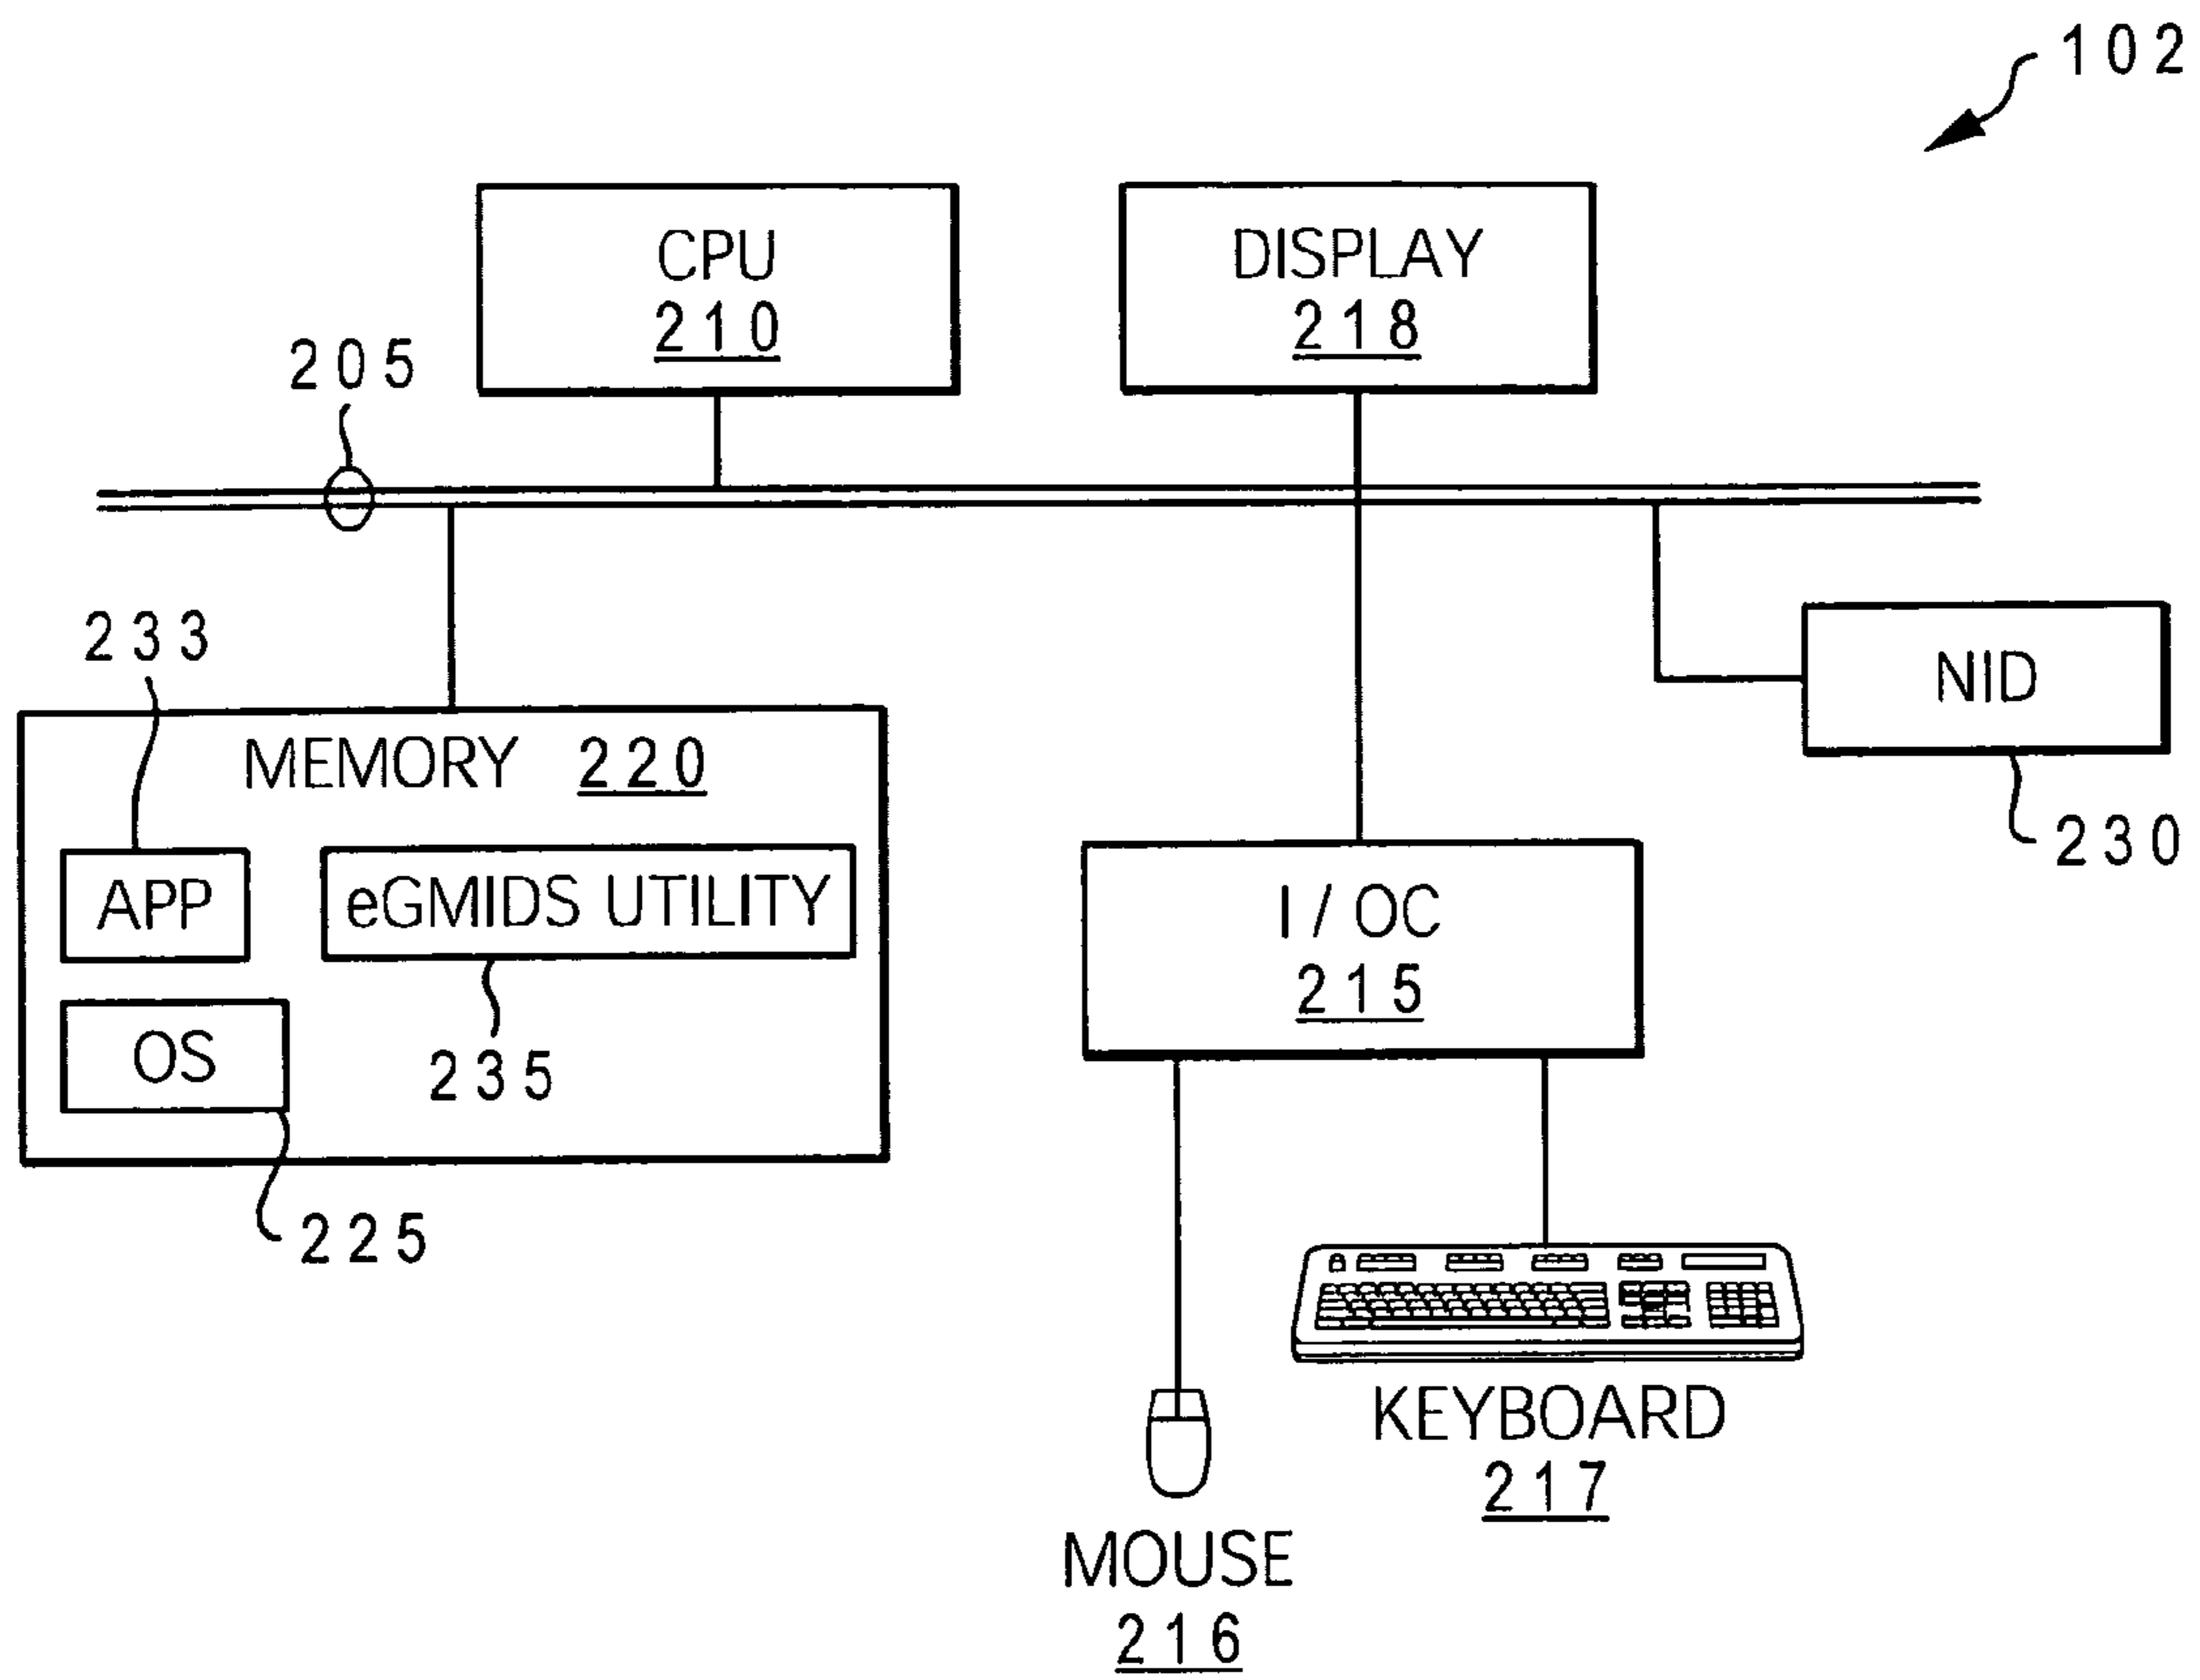 102
CPU
210
DISPLAY
218
205
233
NID
230
MEMORY 220
APP
eGMIDS UTILITY
OS
235
225
I / OC
215
KEYBOARD
217
MOUSE
216